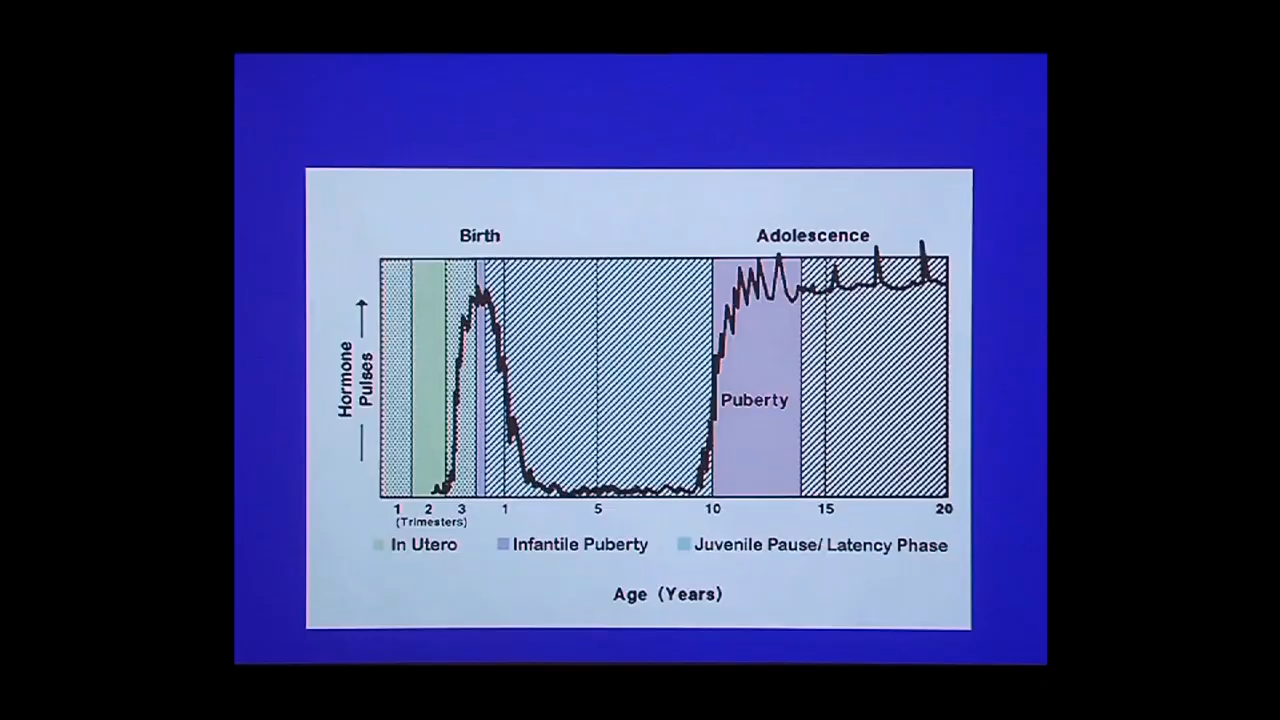 Birth
Adolescence
Hormone
Pulses
Puberty
1 2 3 1 5 10 15 20
(Trimesters)
In Utero Infantile Puberty Juvenile Pause/ Latency Phase
Age (Years)